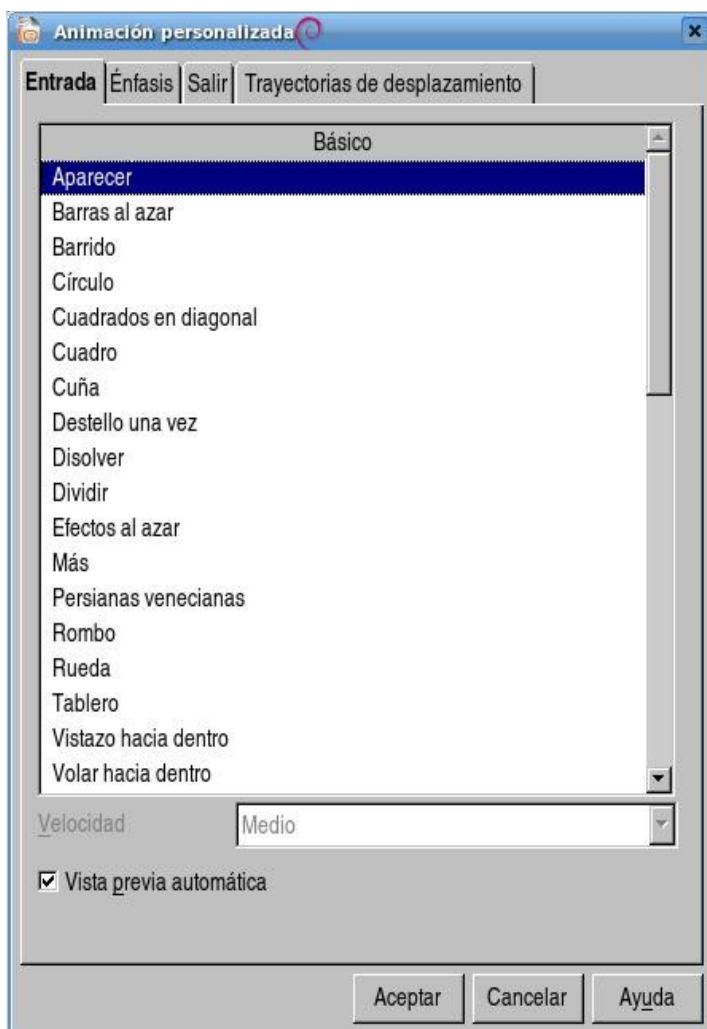 Animación personalizada
Entrada Énfasis Salir Trayectorias de desplazamiento
Básico
Aparecer
Barras al azar
Barrido
Círculo
Cuadrados en diagonal
Cuadro
Cuña
Destello una vez
Disolver
Dividir
Efectos al azar
Más
Persianas venecianas
Rombo
Rueda
Tablero
Vistazo hacia dentro
Volar hacia dentro
Velocidad Medio
Vista previa automática
Aceptar Cancelar Ayuda